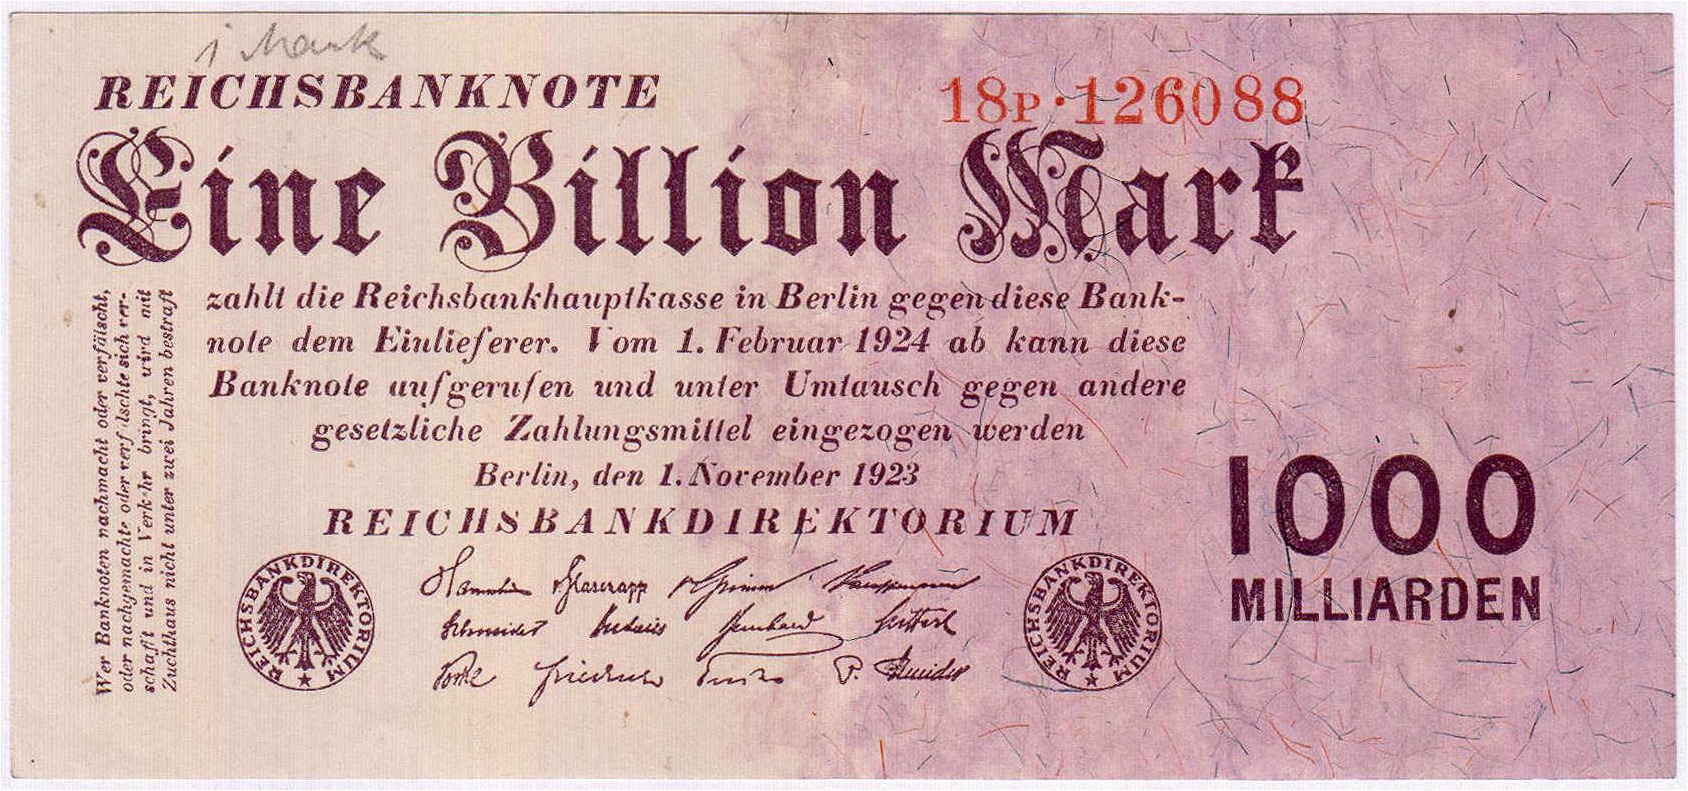 1 Mark
REICHSBANKNOTE
18P·126088
Eine Billion Mark
zahlt die Reichsbankhauptkasse in Berlin gegen diese Bank-
note dem Einlieferer. Vom 1. Februar 1924 ab kann diese
Banknote aufgerufen und unter Umtausch gegen andere
gesetzliche Zahlungsmittel eingezogen werden
Berlin, den 1. November 1923
REICHSBANKDIREKTORIUM
Wer Banknoten nachmacht oder verfälscht,
oder nachgemachte oder verfälschte sich ver-
schafft und in Verkehr bringt, wird mit
Zuchthaus nicht unter zwei Jahren bestraft
1000
MILLIARDEN
REICHSBANKDIREKTORIUM
REICHSBANKDIREKTORIUM
Schneider
P. Schneider